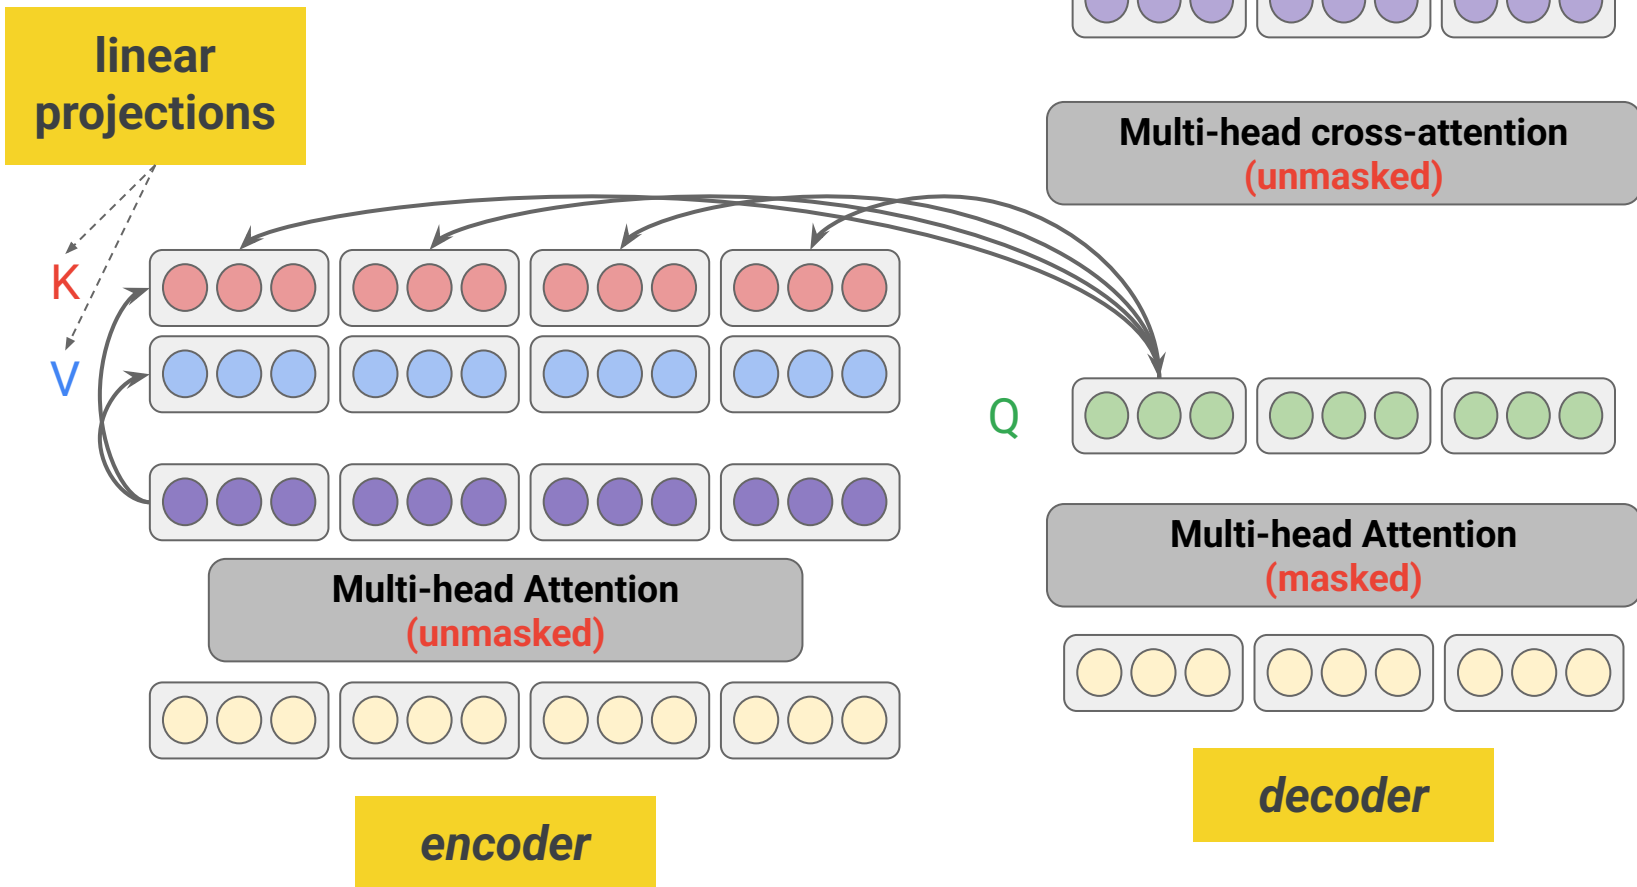 linear
projections
Multi-head cross-attention
(unmasked)
K
V
Q
Multi-head Attention
(masked)
Multi-head Attention
(unmasked)
decoder
encoder